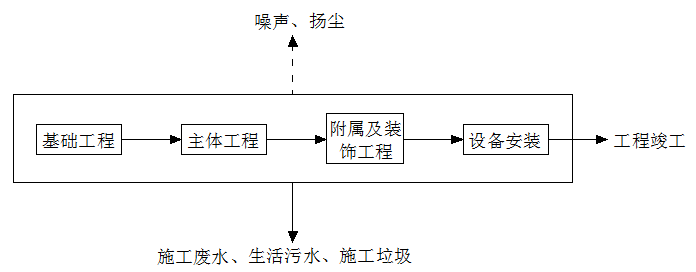 噪声、扬尘
基础工程
主体工程
附属及装
饰工程
设备安装
工程竣工
施工废水、生活污水、施工垃圾